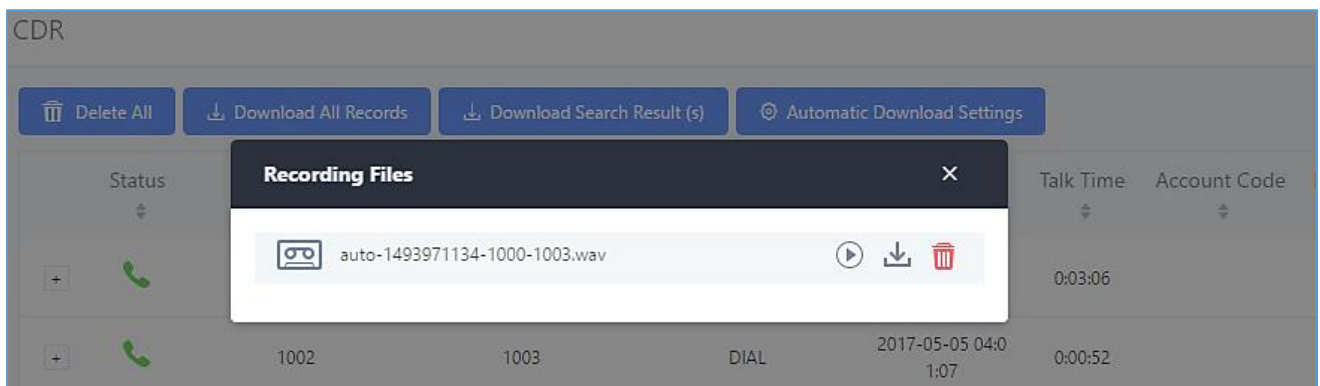 CDR
Delete All
Download All Records
Download Search Result (s)
Automatic Download Settings
Recording Files
Status
Talk Time
Account Code
auto-1493971134-1000-1003.wav
+
0:03:06
+
1002
1003
DIAL
2017-05-05 04:0
1:07
0:00:52